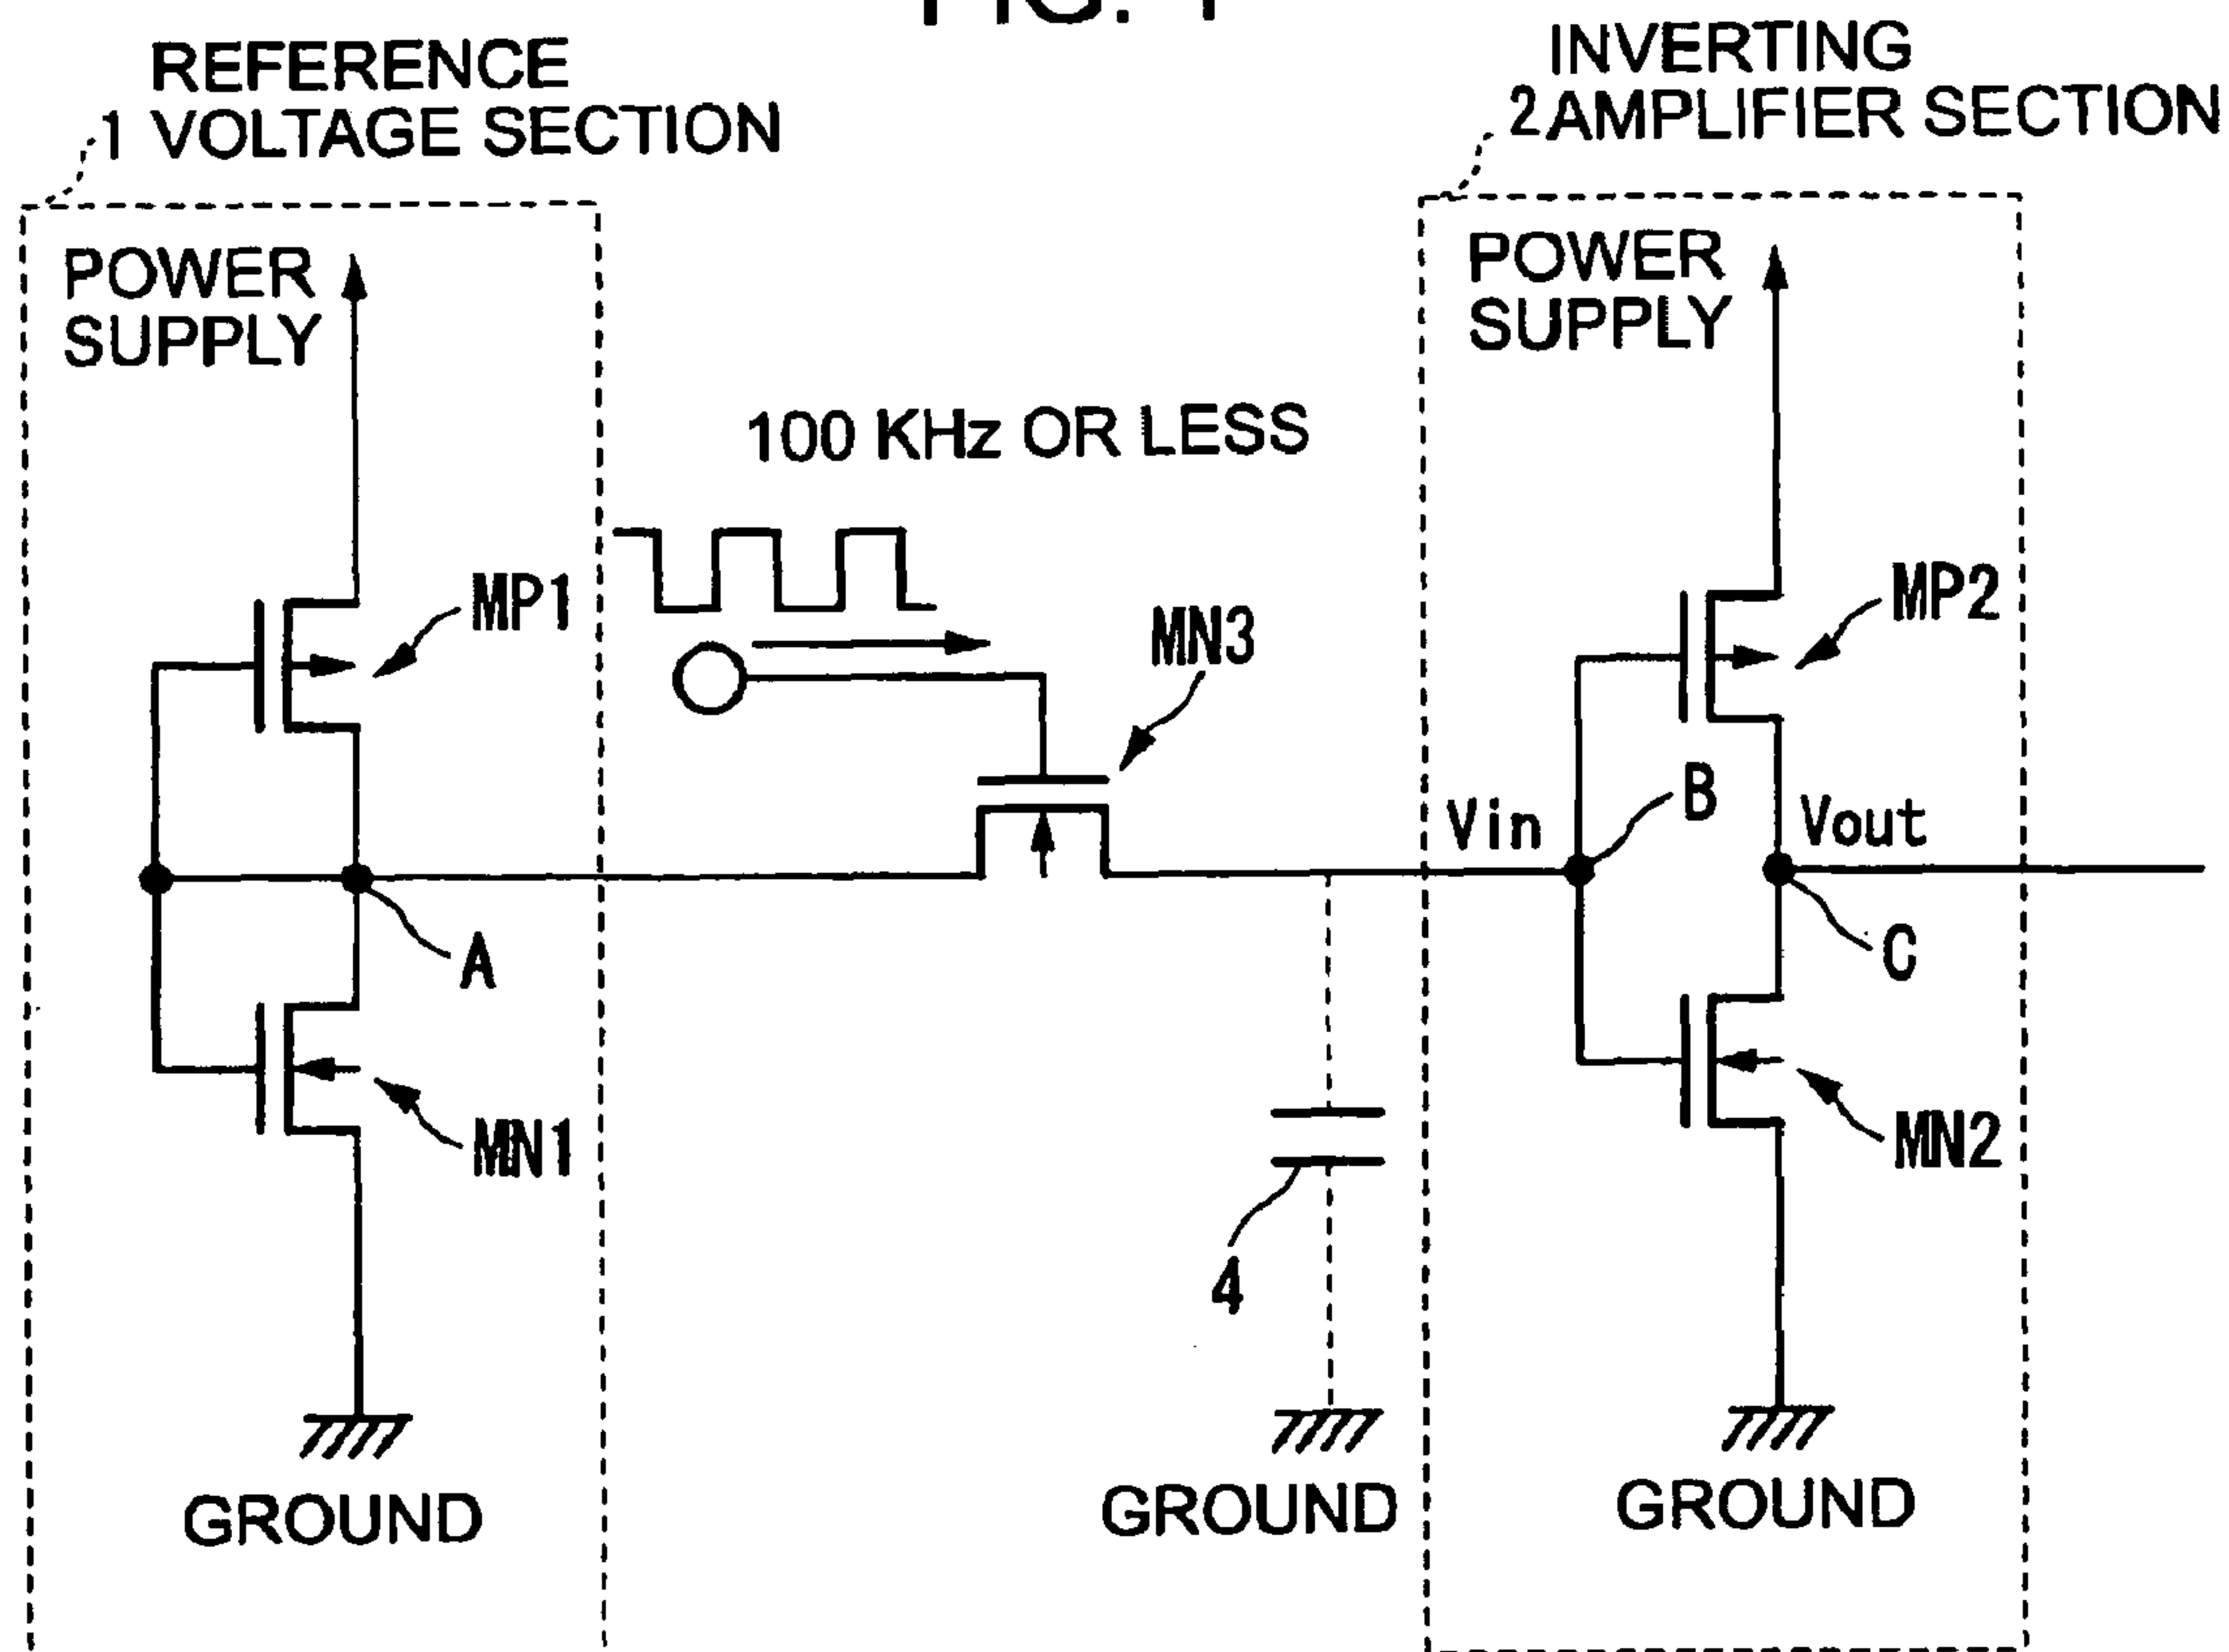 REFERENCE
1 VOLTAGE SECTION
INVERTING
2 AMPLIFIER SECTION
POWER
SUPPLY
POWER
SUPPLY
100 KHz OR LESS
MP1
MN3
MP2
Vin
B
Vout
A
C
MN1
MN2
4
GROUND
GROUND
GROUND